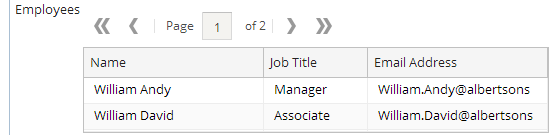 Employees
Page 1 of 2
Name Job Title Email Address
William Andy Manager William.Andy@albertsons
William David Associate William.David@albertsons